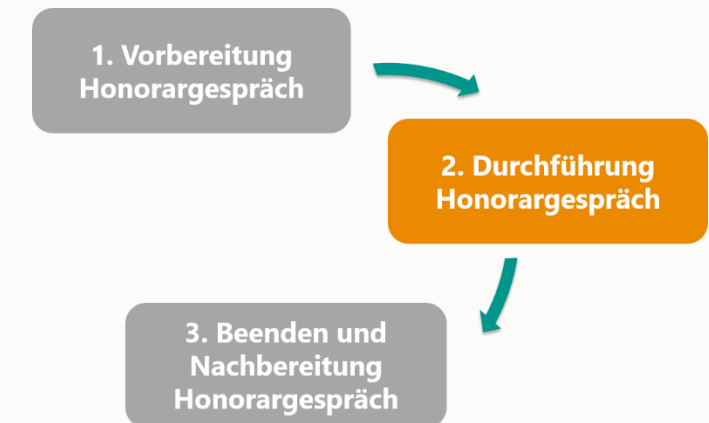 1. Vorbereitung
Honorargespräch
2. Durchführung
Honorargespräch
3. Beenden und
Nachbereitung
Honorargespräch